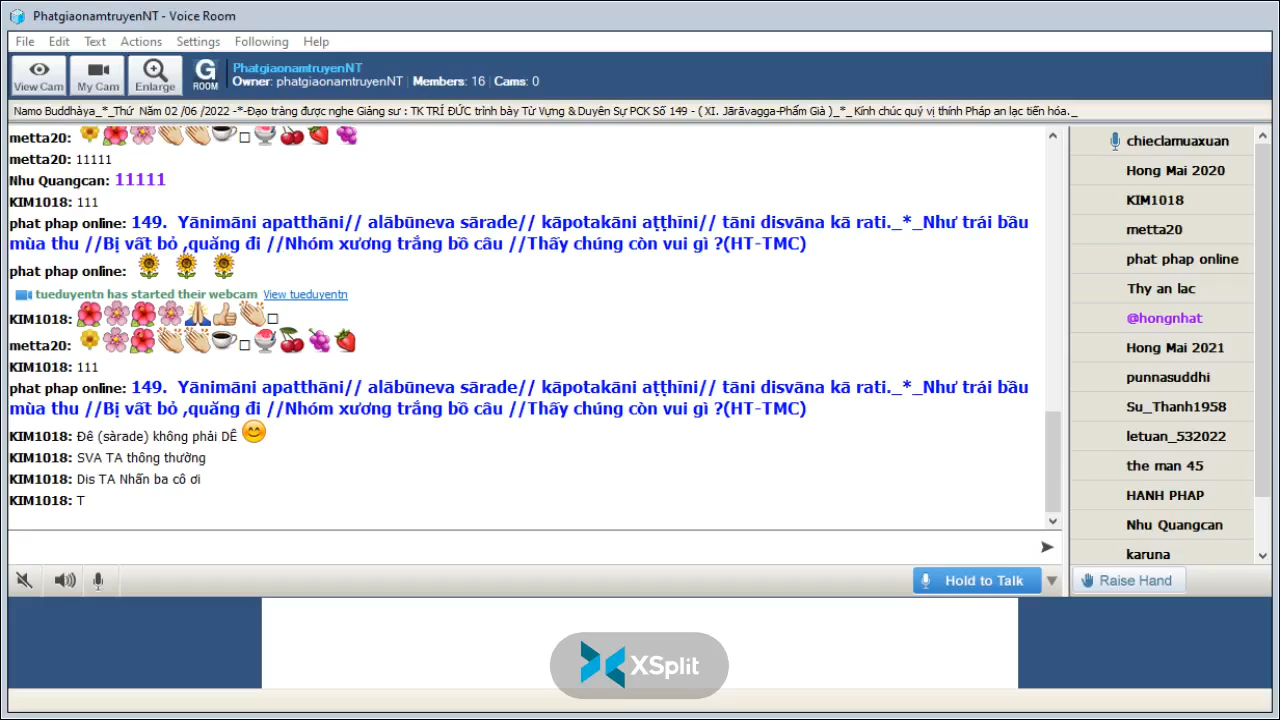 PhatgiaonamtruyenNT - Voice Room
File Edit Text Actions Settings Following Help
View Cam My Cam Enlarge G ROOM
PhatgiaonamtruyenNT
Owner: phatgiaonamtruyenNT Members: 16 Cams: 0
Namo Buddhàya_*_Thứ Năm 02 /06 /2022 -*-Đạo tràng được nghe Giảng sư : TK TRÍ ĐỨC trình bày Từ Vựng & Duyên Sự PCK Số 149 - ( XI. Jārāvagga-Phẩm Già )_*_ Kính chúc quý vị thính Pháp an lạc tiến hóa._
metta20:
metta20: 11111
Nhu Quangcan: 11111
KIM1018: 111
phat phap online: 149. Yānimāni apatthāni// alābūneva sārade// kāpotakāni aṭṭhīni// tāni disvāna kā rati._*_Như trái bầu
mùa thu //Bị vất bỏ ,quăng đi //Nhóm xương trắng bồ câu //Thấy chúng còn vui gì ?(HT-TMC)
phat phap online:
tueduyentn has started their webcam View tueduyentn
KIM1018:
metta20:
KIM1018: 111
phat phap online: 149. Yānimāni apatthāni// alābūneva sārade// kāpotakāni aṭṭhīni// tāni disvāna kā rati._*_Như trái bầu
mùa thu //Bị vất bỏ ,quăng đi //Nhóm xương trắng bồ câu //Thấy chúng còn vui gì ?(HT-TMC)
KIM1018: Đê (sàrade) không phải DỄ
KIM1018: SVA TA thông thường
KIM1018: Dis TA Nhấn ba cô ơi
KIM1018: T
chieclamuaxuan
Hong Mai 2020
KIM1018
metta20
phat phap online
Thy an lac
@hongnhat
Hong Mai 2021
punnasuddhi
Su_Thanh1958
letuan_532022
the man 45
HANH PHAP
Nhu Quangcan
karuna
Hold to Talk
Raise Hand
XSplit